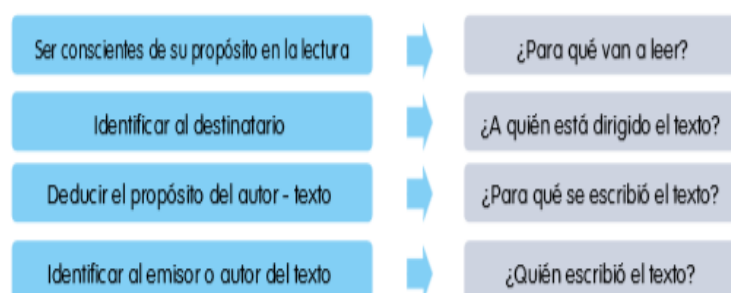 Ser conscientes de su propósito en la lectura
¿Para qué van a leer?
Identificar al destinatario
¿A quién está dirigido el texto?
Deducir el propósito del autor - texto
¿Para qué se escribió el texto?
Identificar al emisor o autor del texto
¿Quién escribió el texto?